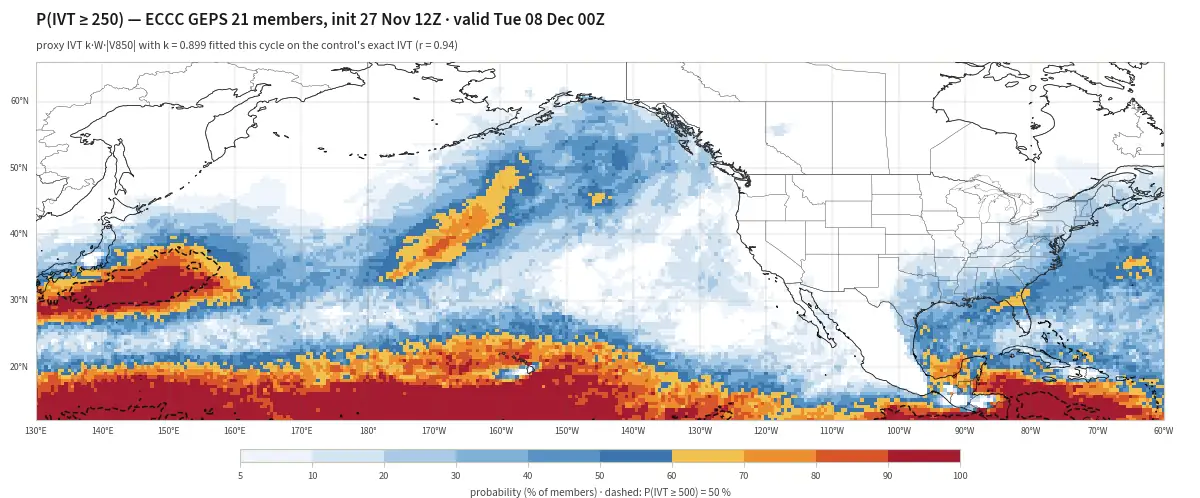 P(IVT ≥ 250) — ECCC GEPS 21 members, init 27 Nov 12Z · valid Tue 08 Dec 00Z
proxy IVT k·W·|V850| with k = 0.899 fitted this cycle on the control's exact IVT (r = 0.94)
60°N
50°N
40°N
30°N
20°N
130°E 140°E 150°E 160°E 170°E 180° 170°W 160°W 150°W 140°W 130°W 120°W 110°W 100°W 90°W 80°W 70°W 60°W
5 10 20 30 40 50 60 70 80 90 100
probability (% of members) · dashed: P(IVT ≥ 500) = 50 %